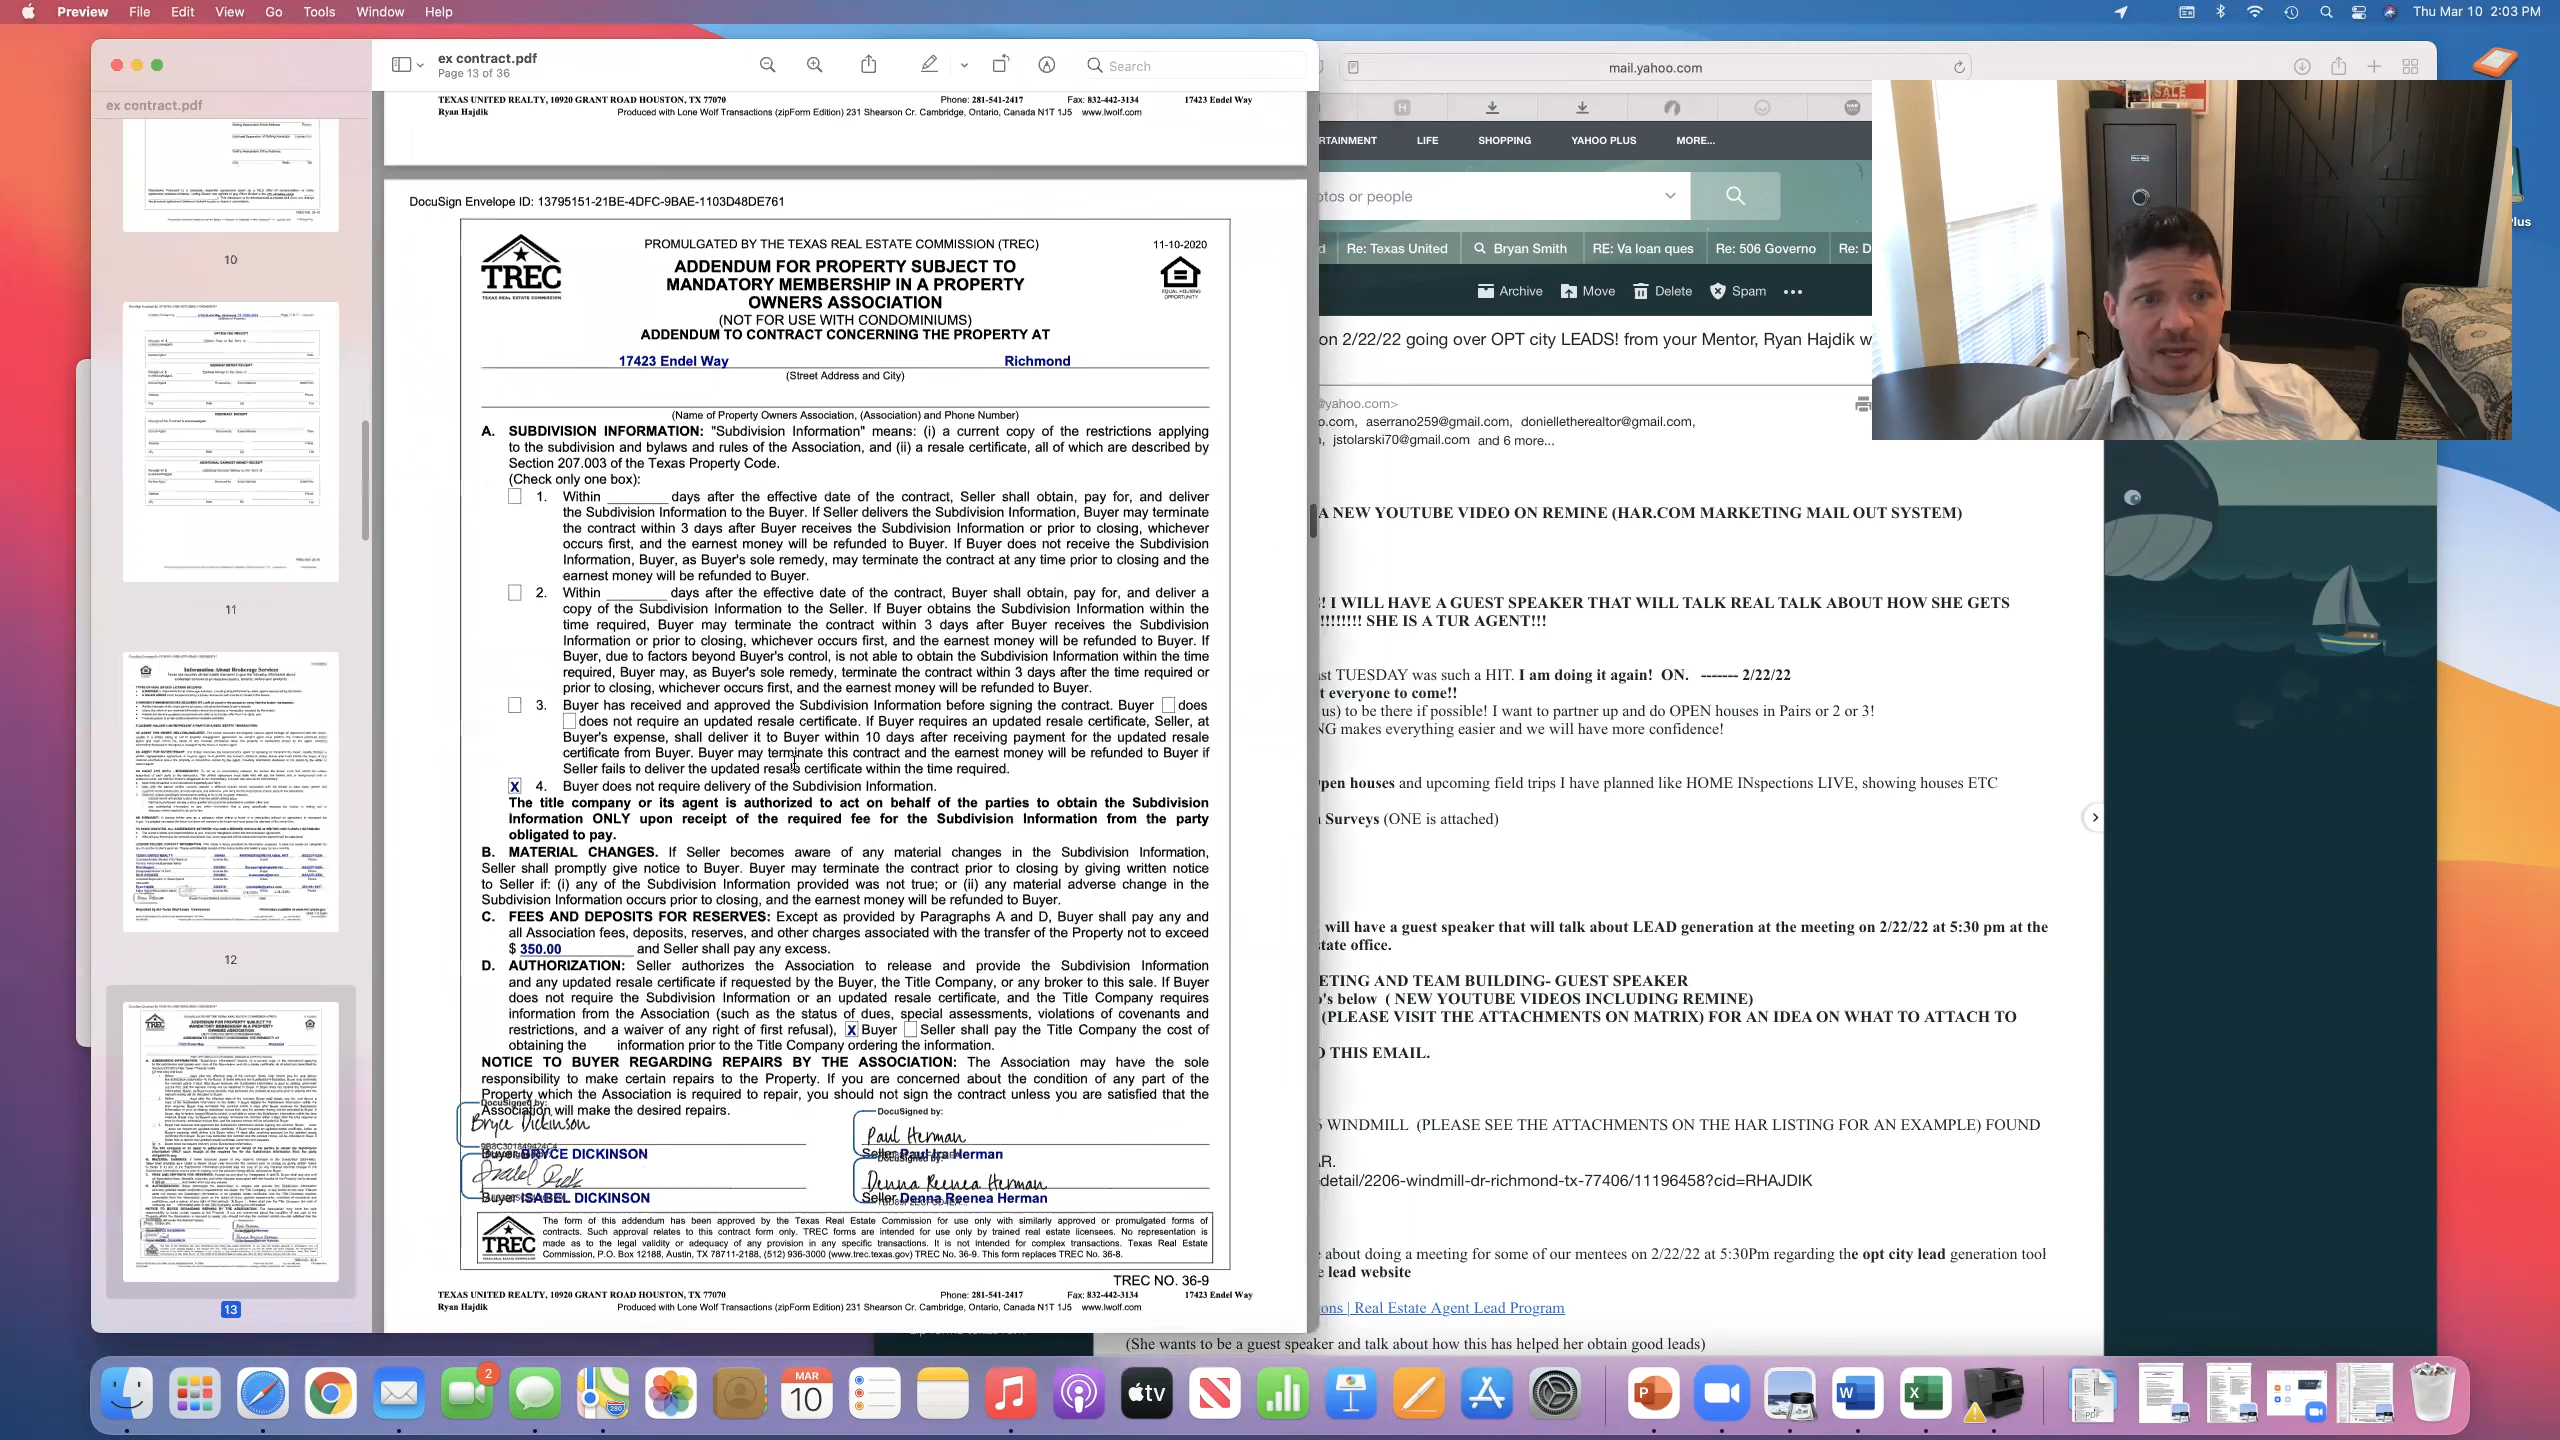 Preview File Edit View Go Tools Window Help
Thu Mar 10 2:03 PM
ex contract.pdf
Page 13 of 36
Search
mail.yahoo.com
ex contract.pdf
10
11
12
13
TEXAS UNITED REALTY, 10920 GRANT ROAD HOUSTON, TX 77070 Phone: 281-541-2417 Fax: 832-442-3134 17423 Endel Way
Ryan Hajdik Produced with Lone Wolf Transactions (zipForm Edition) 231 Shearson Cr. Cambridge, Ontario, Canada N1T 1J5 www.lwolf.com
DocuSign Envelope ID: 13795151-21BE-4DFC-9BAE-1103D48DE761
TREC
TEXAS REAL ESTATE COMMISSION
PROMULGATED BY THE TEXAS REAL ESTATE COMMISSION (TREC)
11-10-2020
EQUAL HOUSING
OPPORTUNITY
ADDENDUM FOR PROPERTY SUBJECT TO
MANDATORY MEMBERSHIP IN A PROPERTY
OWNERS ASSOCIATION
(NOT FOR USE WITH CONDOMINIUMS)
ADDENDUM TO CONTRACT CONCERNING THE PROPERTY AT
17423 Endel Way Richmond
(Street Address and City)
(Name of Property Owners Association, (Association) and Phone Number)
A. SUBDIVISION INFORMATION: "Subdivision Information" means: (i) a current copy of the restrictions applying
to the subdivision and bylaws and rules of the Association, and (ii) a resale certificate, all of which are described by
Section 207.003 of the Texas Property Code.
(Check only one box):
1. Within ________ days after the effective date of the contract, Seller shall obtain, pay for, and deliver
the Subdivision Information to the Buyer. If Seller delivers the Subdivision Information, Buyer may terminate
the contract within 3 days after Buyer receives the Subdivision Information or prior to closing, whichever
occurs first, and the earnest money will be refunded to Buyer. If Buyer does not receive the Subdivision
Information, Buyer, as Buyer's sole remedy, may terminate the contract at any time prior to closing and the
earnest money will be refunded to Buyer.
2. Within ________ days after the effective date of the contract, Buyer shall obtain, pay for, and deliver a
copy of the Subdivision Information to the Seller. If Buyer obtains the Subdivision Information within the
time required, Buyer may terminate the contract within 3 days after Buyer receives the Subdivision
Information or prior to closing, whichever occurs first, and the earnest money will be refunded to Buyer. If
Buyer, due to factors beyond Buyer's control, is not able to obtain the Subdivision Information within the time
required, Buyer may, as Buyer's sole remedy, terminate the contract within 3 days after the time required or
prior to closing, whichever occurs first, and the earnest money will be refunded to Buyer.
3. Buyer has received and approved the Subdivision Information before signing the contract. Buyer does
does not require an updated resale certificate. If Buyer requires an updated resale certificate, Seller, at
Buyer's expense, shall deliver it to Buyer within 10 days after receiving payment for the updated resale
certificate from Buyer. Buyer may terminate this contract and the earnest money will be refunded to Buyer if
Seller fails to deliver the updated resale certificate within the time required.
X 4. Buyer does not require delivery of the Subdivision Information.
The title company or its agent is authorized to act on behalf of the parties to obtain the Subdivision
Information ONLY upon receipt of the required fee for the Subdivision Information from the party
obligated to pay.
B. MATERIAL CHANGES. If Seller becomes aware of any material changes in the Subdivision Information,
Seller shall promptly give notice to Buyer. Buyer may terminate the contract prior to closing by giving written notice
to Seller if: (i) any of the Subdivision Information provided was not true; or (ii) any material adverse change in the
Subdivision Information occurs prior to closing, and the earnest money will be refunded to Buyer.
C. FEES AND DEPOSITS FOR RESERVES: Except as provided by Paragraphs A and D, Buyer shall pay any and
all Association fees, deposits, reserves, and other charges associated with the transfer of the Property not to exceed
$ 350.00 and Seller shall pay any excess.
D. AUTHORIZATION: Seller authorizes the Association to release and provide the Subdivision Information
and any updated resale certificate if requested by the Buyer, the Title Company, or any broker to this sale. If Buyer
does not require the Subdivision Information or an updated resale certificate, and the Title Company requires
information from the Association (such as the status of dues, special assessments, violations of covenants and
restrictions, and a waiver of any right of first refusal), X Buyer Seller shall pay the Title Company the cost of
obtaining the information prior to the Title Company ordering the information.
NOTICE TO BUYER REGARDING REPAIRS BY THE ASSOCIATION: The Association may have the sole
responsibility to make certain repairs to the Property. If you are concerned about the condition of any part of the
Property which the Association is required to repair, you should not sign the contract unless you are satisfied that the
Association will make the desired repairs.
DocuSigned by: DocuSigned by:
Bryce Dickinson Paul Herman
BRYCE DICKINSON Seller Herman
DocuSigned by:
Denna Reenea Herman
Buyer ISABEL DICKINSON Seller Denna Reenea Herman
TREC
The form of this addendum has been approved by the Texas Real Estate Commission for use only with similarly approved or promulgated forms of
contracts. Such approval relates to this contract form only. TREC forms are intended for use only by trained real estate licensees. No representation is
made as to the legal validity or adequacy of any provision in any specific transactions. It is not intended for complex transactions. Texas Real Estate
Commission, P.O. Box 12188, Austin, TX 78711-2188, (512) 936-3000 (www.trec.texas.gov) TREC No. 36-9. This form replaces TREC No. 36-8.
TREC NO. 36-9
TEXAS UNITED REALTY, 10920 GRANT ROAD HOUSTON, TX 77070 Phone: 281-541-2417 Fax: 832-442-3134 17423 Endel Way
Ryan Hajdik Produced with Lone Wolf Transactions (zipForm Edition) 231 Shearson Cr. Cambridge, Ontario, Canada N1T 1J5 www.lwolf.com
RTAINMENT LIFE SHOPPING YAHOO PLUS MORE...
otos or people
d Re: Texas United Bryan Smith RE: Va loan ques Re: 506 Governo Re: D
Archive Move Delete Spam
on 2/22/22 going over OPT city LEADS! from your Mentor, Ryan Hajdik w
@yahoo.com>
o.com, aserrano259@gmail.com, donielletherealtor@gmail.com,
, jstolarski70@gmail.com and 6 more...
A NEW YOUTUBE VIDEO ON REMINE (HAR.COM MARKETING MAIL OUT SYSTEM)
! I WILL HAVE A GUEST SPEAKER THAT WILL TALK REAL TALK ABOUT HOW SHE GETS
!!!!!!!!! SHE IS A TUR AGENT!!!
st TUESDAY was such a HIT. I am doing it again! ON. ------- 2/22/22
t everyone to come!!
us) to be there if possible! I want to partner up and do OPEN houses in Pairs or 2 or 3!
NG makes everything easier and we will have more confidence!
pen houses and upcoming field trips I have planned like HOME INspections LIVE, showing houses ETC
Surveys (ONE is attached)
will have a guest speaker that will talk about LEAD generation at the meeting on 2/22/22 at 5:30 pm at the
state office.
ETING AND TEAM BUILDING- GUEST SPEAKER
o's below ( NEW YOUTUBE VIDEOS INCLUDING REMINE)
(PLEASE VISIT THE ATTACHMENTS ON MATRIX) FOR AN IDEA ON WHAT TO ATTACH TO
O THIS EMAIL.
WINDMILL (PLEASE SEE THE ATTACHMENTS ON THE HAR LISTING FOR AN EXAMPLE) FOUND
R.
detail/2206-windmill-dr-richmond-tx-77406/11196458?cid=RHAJDIK
about doing a meeting for some of our mentees on 2/22/22 at 5:30Pm regarding the opt city lead generation tool
e lead website
ons | Real Estate Agent Lead Program
(She wants to be a guest speaker and talk about how this has helped her obtain good leads)
SALE
lus
2
MAR
10
tv
280
P
W
X
PDF